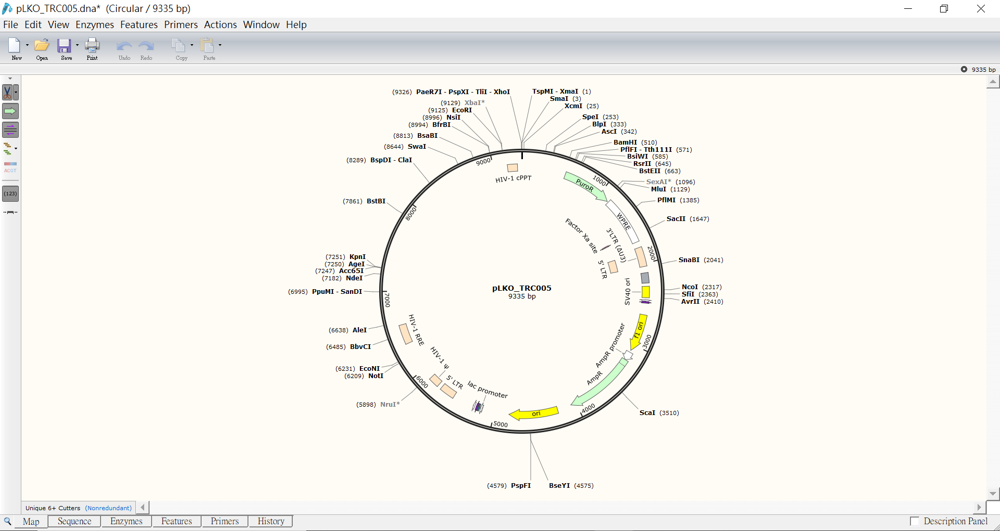 pLKO_TRC005.dna* (Circular / 9335 bp)
File Edit View Enzymes Features Primers Actions Window Help
New Open Save Print Undo Redo Copy Paste
9335 bp
ACGT
(123)
(9326) PaeR7I - PspXI - TliI - XhoI
(9129) XbaI*
(9125) EcoRI
(8996) NsiI
(8994) BfrBI
(8813) BsaBI
(8644) SwaI
(8289) BspDI - ClaI
(7861) BstBI
(7251) KpnI
(7250) AgeI
(7247) Acc65I
(7182) NdeI
(6995) PpuMI - SanDI
(6638) AleI
(6485) BbvCI
(6231) EcoNI
(6209) NotI
(5898) NruI*
(4579) PspFI
BseYI (4575)
TspMI - XmaI (1)
SmaI (3)
XcmI (25)
SpeI (253)
BlpI (333)
AscI (342)
BamHI (510)
PflFI - Tth111I (571)
BsiWI (585)
RsrII (645)
BstEII (663)
SexAI* (1096)
MluI (1129)
PflMI (1385)
SacII (1647)
SnaBI (2041)
NcoI (2317)
SfiI (2363)
AvrII (2410)
ScaI (3510)
1000
2000
3000
4000
5000
6000
7000
8000
9000
HIV-1 cPPT
PuroR
WPRE
Factor Xa site
3'LTR (ΔU3)
5' LTR
SV40 ori
f1 ori
AmpR promoter
AmpR
ori
lac promoter
5' LTR
HIV-1 Ψ
HIV-1 RRE
pLKO_TRC005
9335 bp
Unique 6+ Cutters (Nonredundant)
Map Sequence Enzymes Features Primers History
Description Panel